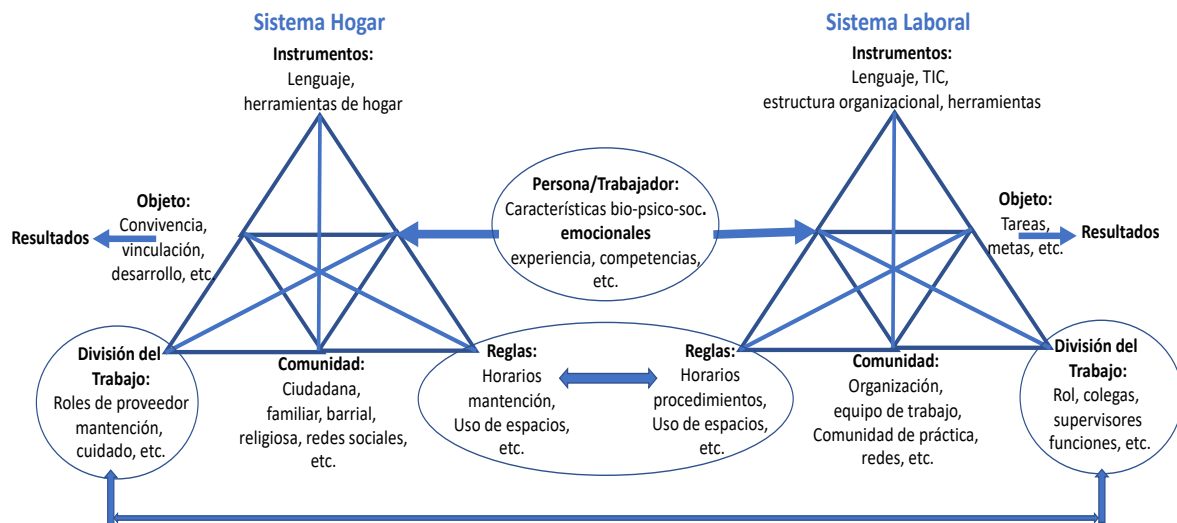 Sistema Hogar
Instrumentos:
Lenguaje,
herramientas de hogar
Objeto:
Convivencia,
vinculación,
desarrollo, etc.
Resultados
División del
Trabajo:
Roles de proveedor
mantención,
cuidado, etc.
Comunidad:
Ciudadana,
familiar, barrial,
religiosa, redes sociales,
etc.
Reglas:
Horarios
mantención,
Uso de espacios,
etc.
Persona/Trabajador:
Características bio-psico-soc.
emocionales
experiencia, competencias,
etc.
Sistema Laboral
Instrumentos:
Lenguaje, TIC,
estructura organizacional, herramientas
Objeto:
Tareas,
metas, etc.
Resultados
Reglas:
Horarios
procedimientos,
Uso de espacios,
etc.
Comunidad:
Organización,
equipo de trabajo,
Comunidad de práctica,
redes, etc.
División del
Trabajo:
Rol, colegas,
supervisores
funciones, etc.